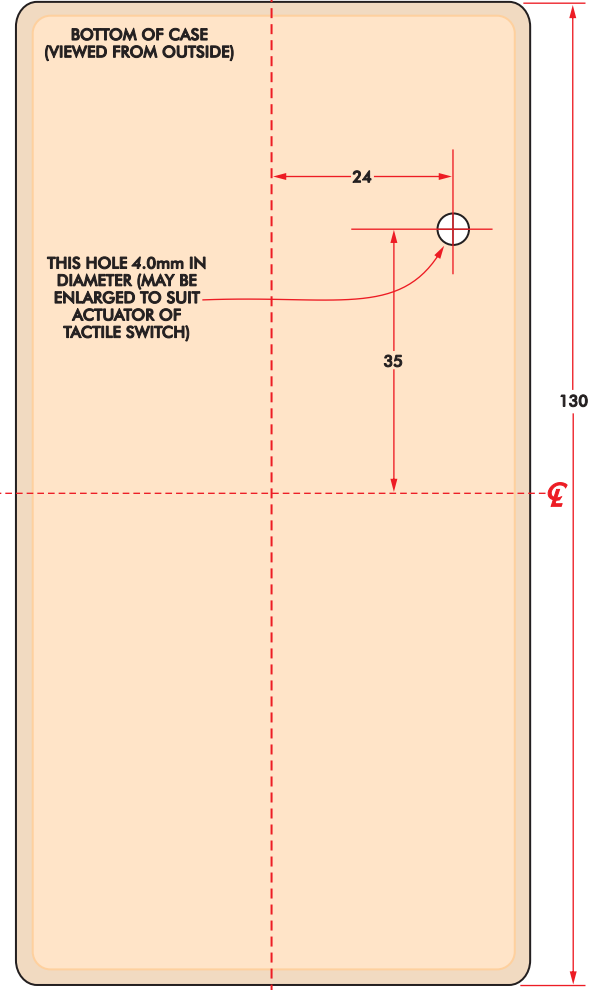 BOTTOM OF CASE
(VIEWED FROM OUTSIDE)
24
THIS HOLE 4.0mm IN
DIAMETER (MAY BE
ENLARGED TO SUIT
ACTUATOR OF
TACTILE SWITCH)
35
130
℄